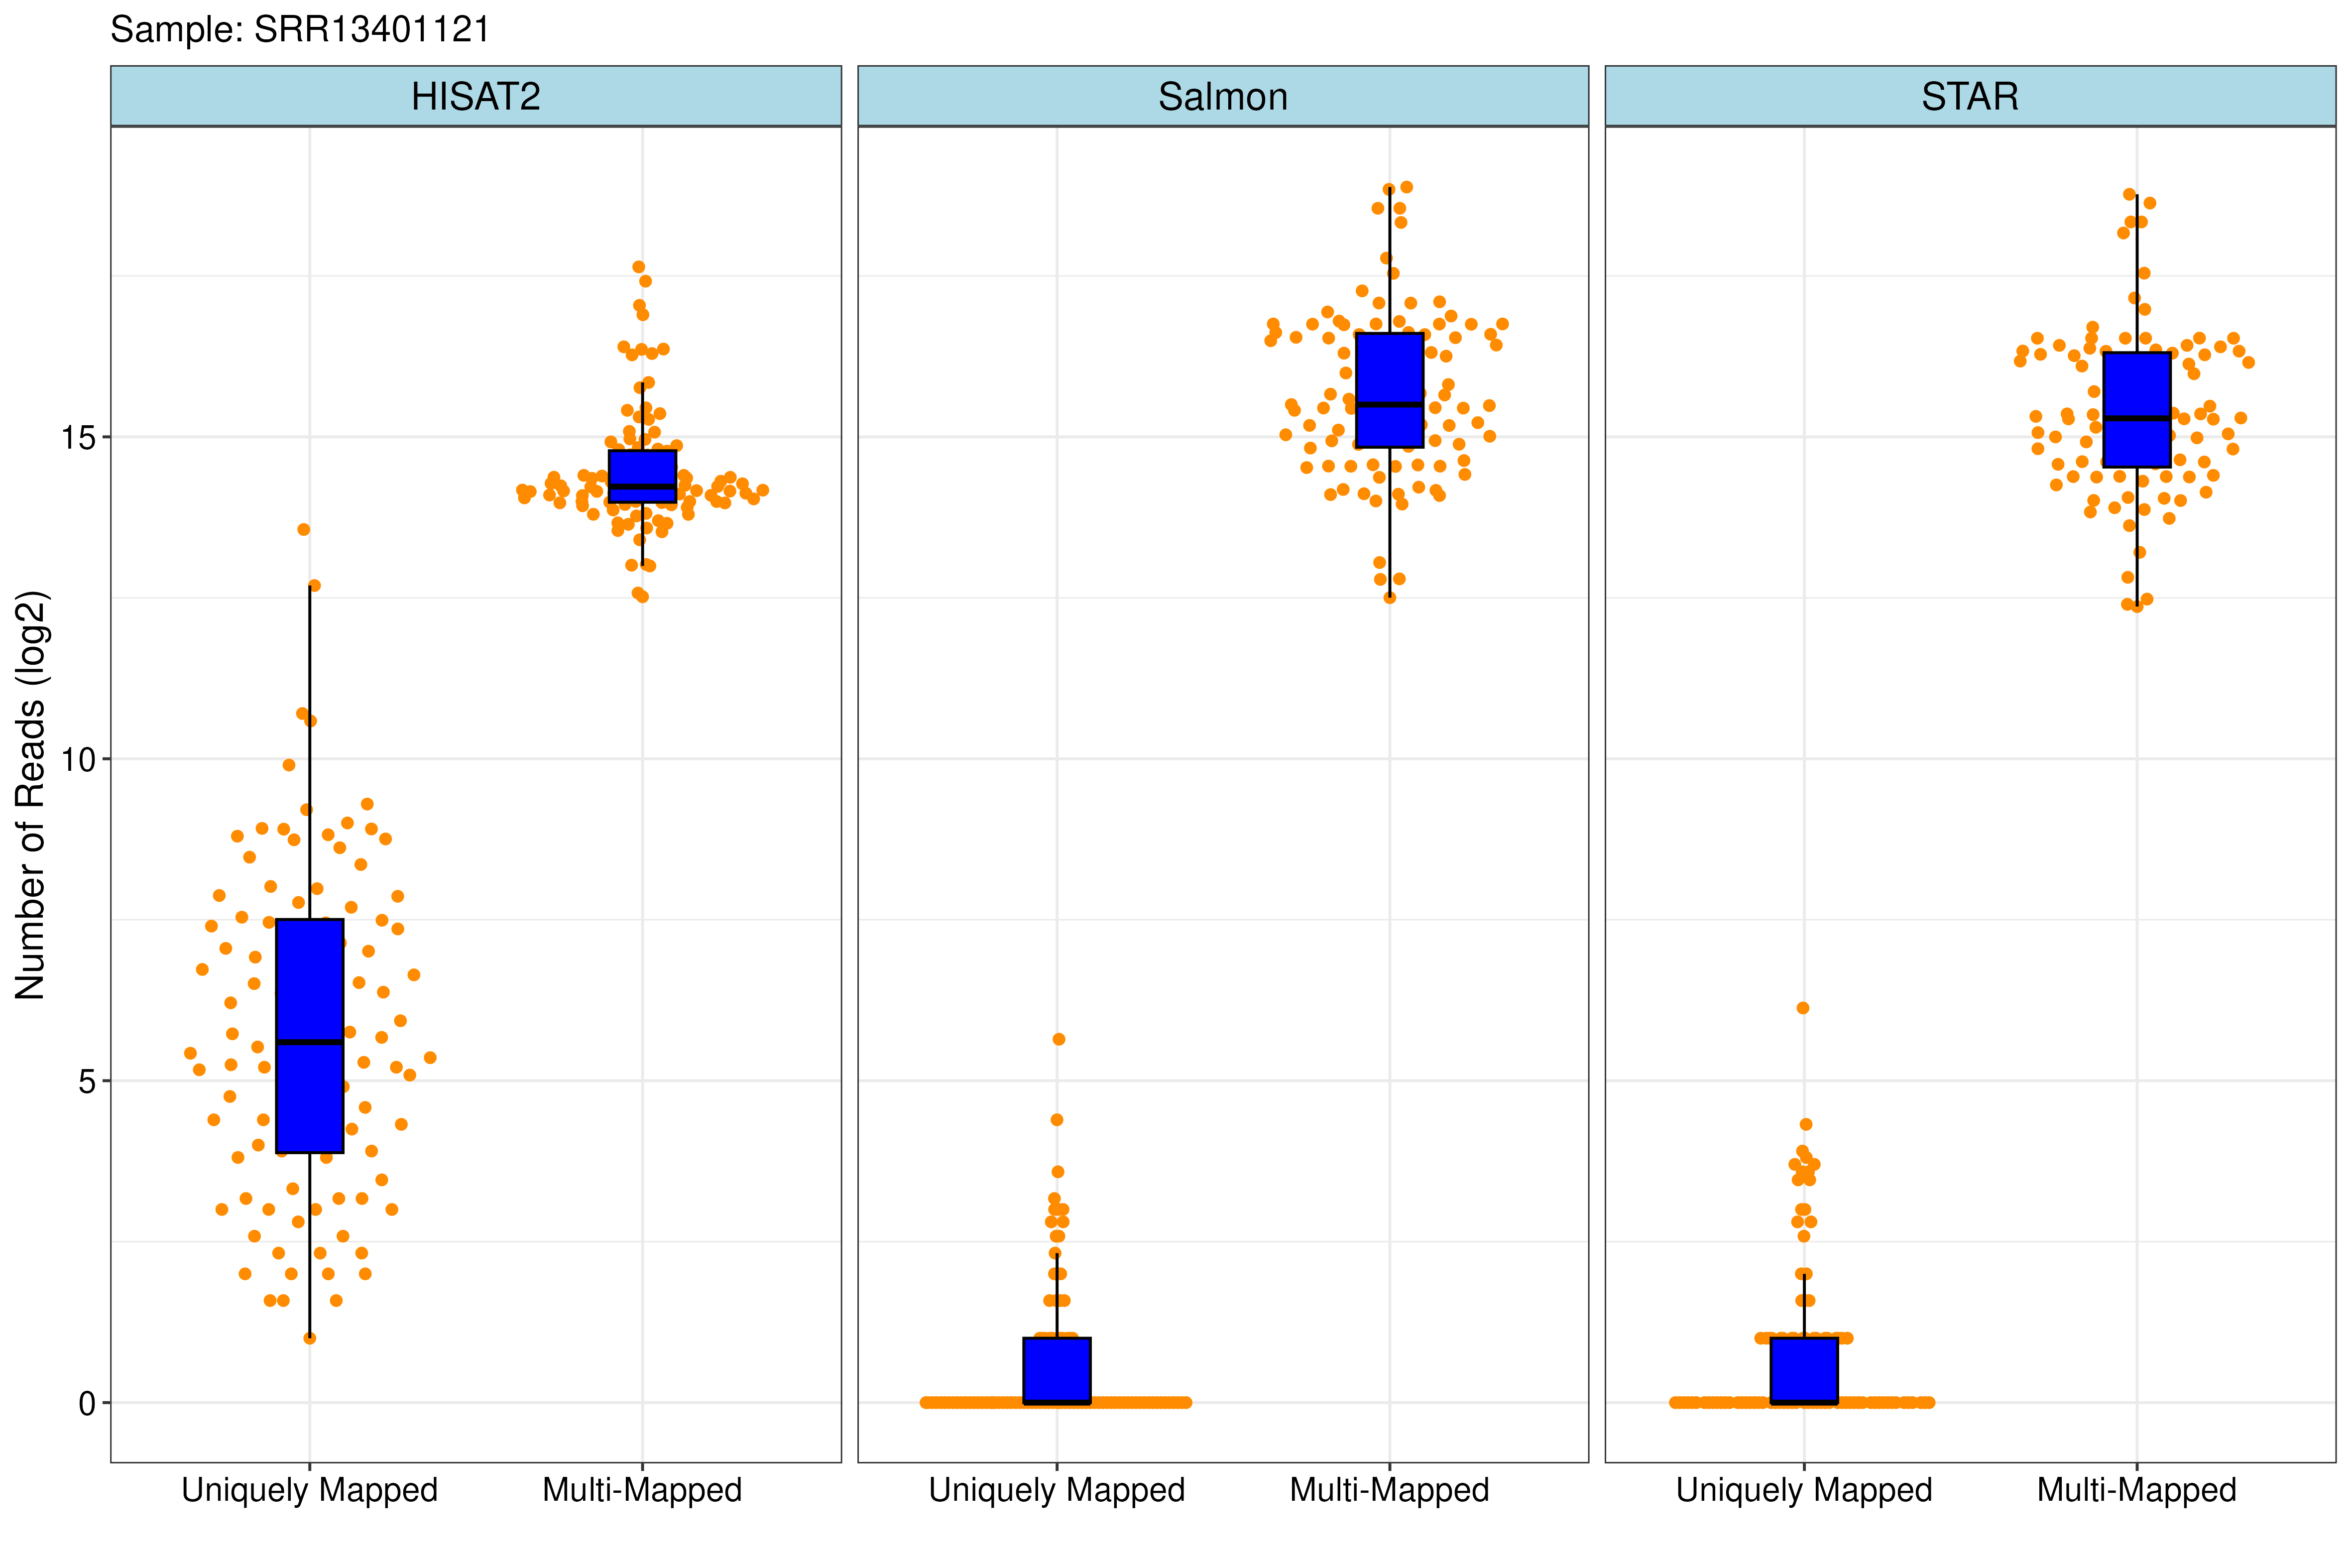 Sample: SRR13401121
HISAT2 Salmon STAR
Number of Reads (log2)
15
10
5
0
Uniquely Mapped Multi-Mapped Uniquely Mapped Multi-Mapped Uniquely Mapped Multi-Mapped